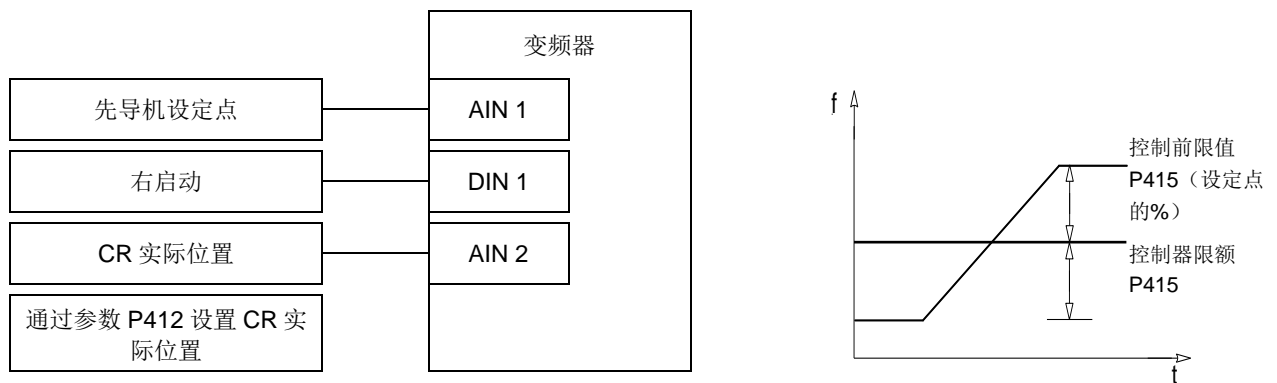 变频器
先导机设定点
AIN 1
右启动
DIN 1
CR 实际位置
AIN 2
通过参数 P412 设置 CR 实
际位置
f
控制前限值
P415（设定点
的%）
控制器限额
P415
t